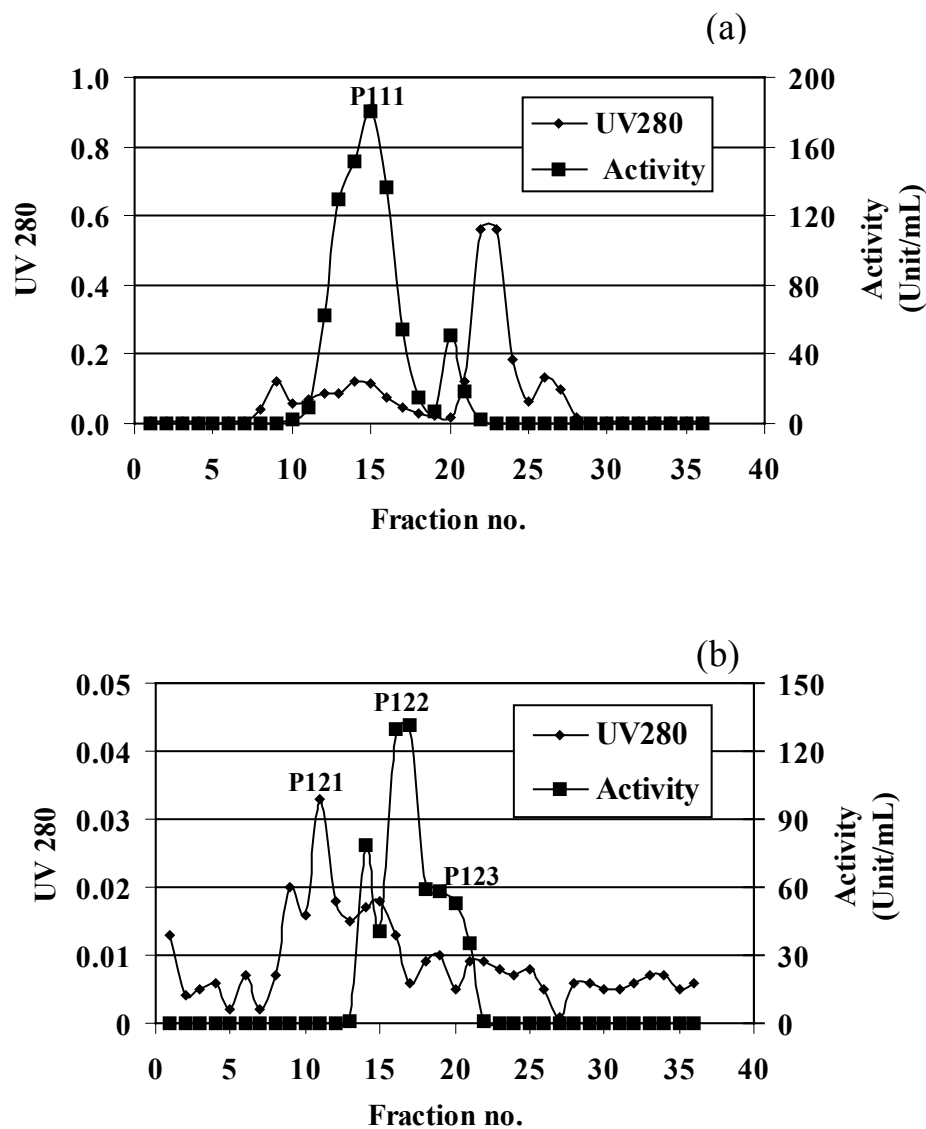 (a)
P111
UV280
Activity
1.0
0.8
0.6
0.4
0.2
0.0
200
160
120
80
40
0
UV 280
Activity
(Unit/mL)
0 5 10 15 20 25 30 35 40
Fraction no.
(b)
P121
P122
P123
UV280
Activity
0.05
0.04
0.03
0.02
0.01
0
150
120
90
60
30
0
UV 280
Activity
(Unit/mL)
0 5 10 15 20 25 30 35 40
Fraction no.